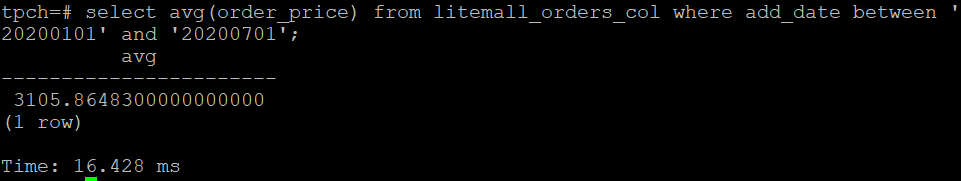 tpch=# select avg(order_price) from litemall_orders_col where add_date between '
20200101' and '20200701';
avg
-----------------------
3105.8648300000000000
(1 row)
Time: 16.428 ms